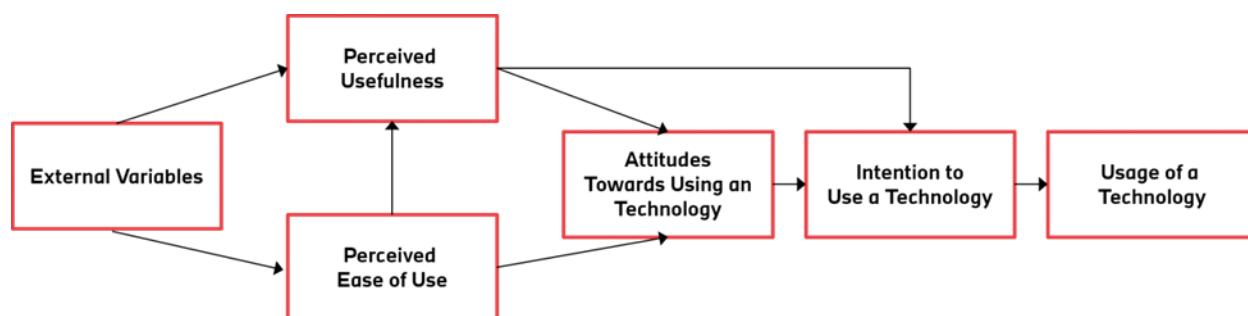 Perceived
Usefulness
External Variables
Perceived
Ease of Use
Attitudes
Towards Using an
Technology
Intention to
Use a Technology
Usage of a
Technology